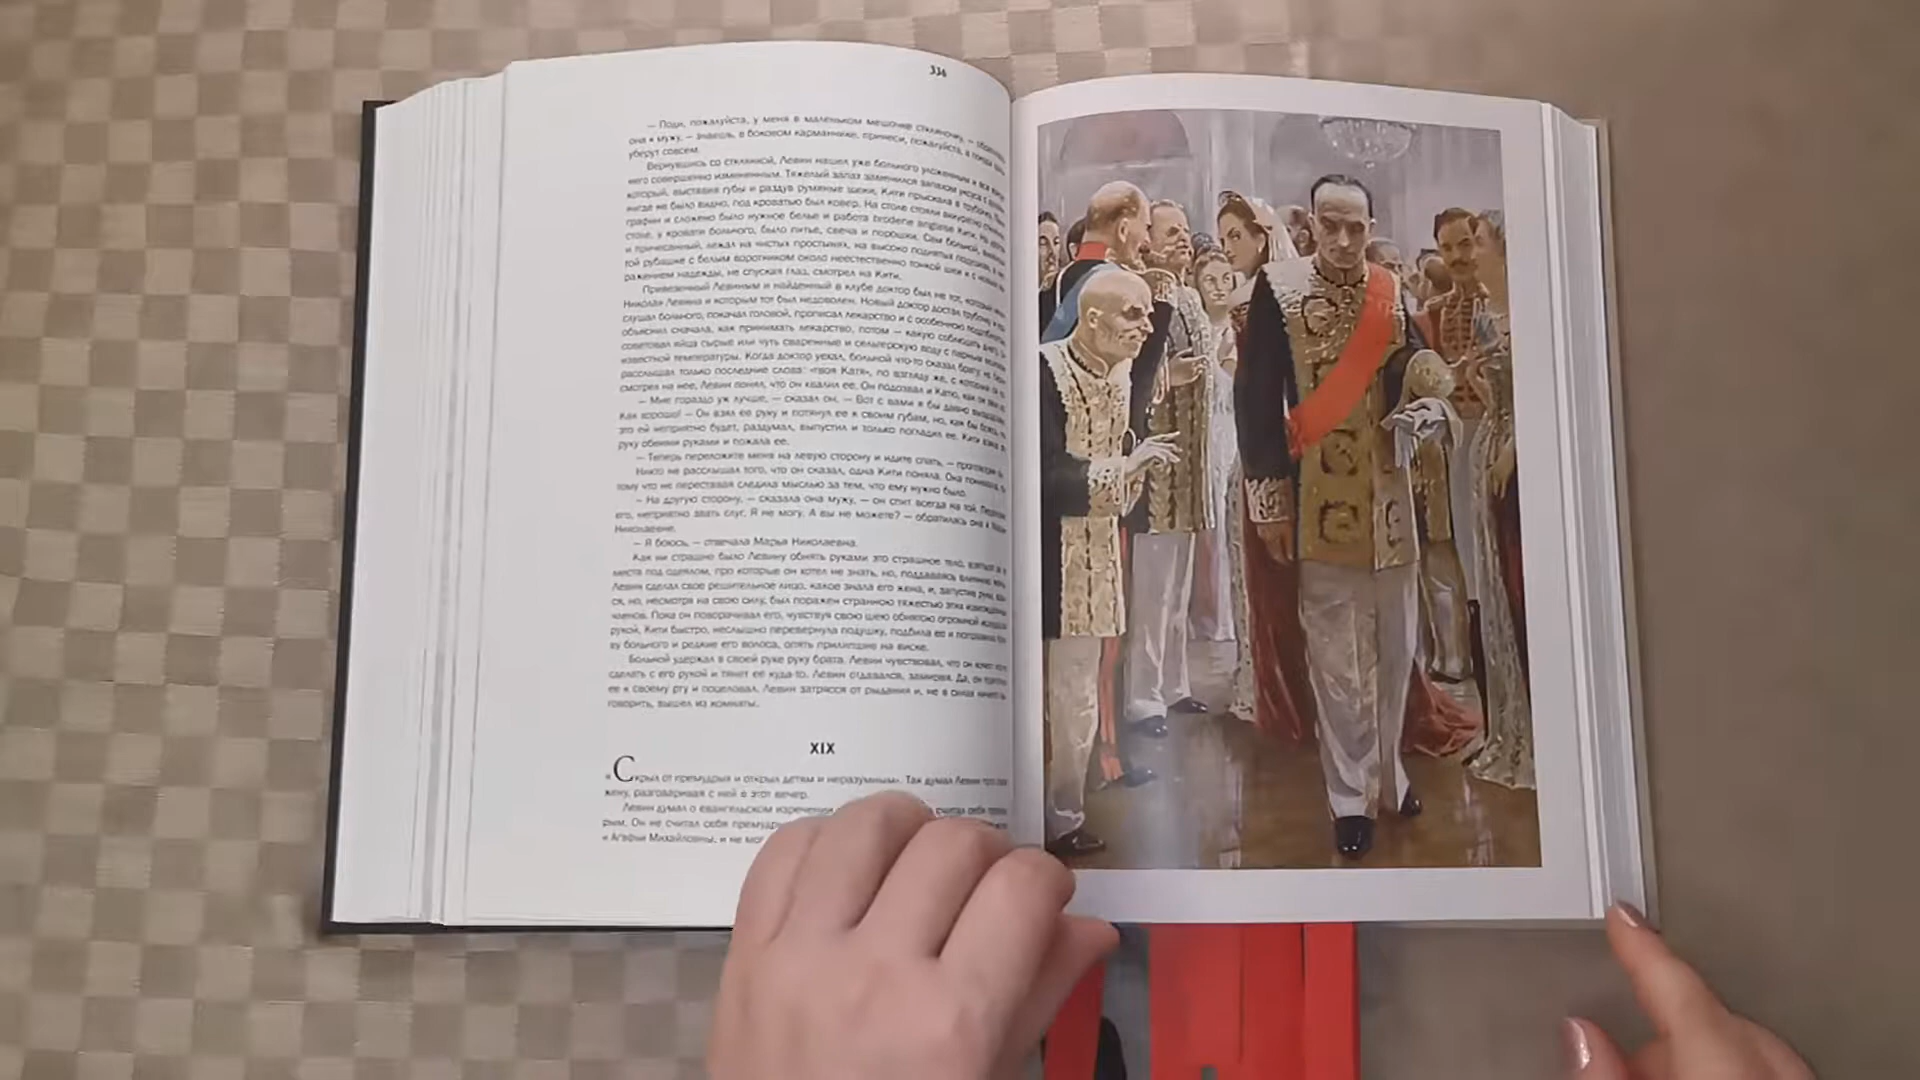 336
— Поди, пожалуйста, у меня в маленьком мешочке сткляночку, —
она к мужу, — знаешь, в боковом карманчике, принеси, пожалуйста, а покуда здесь
уберут совсем.
Вернувшись со стклянкой, Левин нашел уже больного уложенным и все вокруг
него совершенно измененным. Тяжелый запах заменился запахом уксуса с духами,
который, выставив губы и раздув румяные щеки, Кити прыскала в трубочку.
нигде не было видно, под кроватью был ковер. На столе стояли аккуратно стклянки,
графин и сложено было нужное белье и работа broderie anglaise Кити. На другом
столе, у кровати больного, было питье, свеча и порошки. Сам больной,
и причесанный, лежал на чистых простынях, на высоко поднятых подушках, в
той рубашке с белым воротником около неестественно тонкой шеи и с новым вы-
ражением надежды, не спуская глаз, смотрел на Кити.
Привезенный Левиным и найденный в клубе доктор был не тот, который лечил
Николая Левина и которым тот был недоволен. Новый доктор достал трубочку и про-
слушал больного, покачал головой, прописал лекарство и с особенною подробностью
объяснил сначала, как принимать лекарство, потом — какую соблюдать диету. Он
советовал яйца сырые или чуть сваренные и сельтерскую воду с парным молоком
известной температуры. Когда доктор уехал, больной что-то сказал брату, но Левин
расслышал только последние слова: «твоя Катя», по взгляду же, с которым он по-
смотрел на нее, Левин понял, что он хвалил ее. Он подозвал и Катю, как он звал ее.
— Мне гораздо уж лучше, — сказал он. — Вот с вами я бы давно выздоровел.
Как хорошо! — Он взял ее руку и потянул ее к своим губам, но, как бы боясь, что
это ей неприятно будет, раздумал, выпустил и только погладил ее. Кити взяла эту
руку обеими руками и пожала ее.
— Теперь переложите меня на левую сторону и идите спать, — проговорил он.
Никто не расслышал того, что он сказал, одна Кити поняла. Она понимала, по-
тому что не переставая следила мыслью за тем, что ему нужно было.
— На другую сторону, — сказала она мужу, — он спит всегда на той. Переложи
его, неприятно звать слуг. Я не могу. А вы не можете? — обратилась она к Марье
Николаевне.
— Я боюсь, — отвечала Марья Николаевна.
Как ни страшно было Левину обнять руками это страшное тело, взяться за те
места под одеялом, про которые он хотел не знать, но, поддаваясь влиянию жены,
Левин сделал свое решительное лицо, какое знала его жена, и, запустив руки, взял-
ся, но, несмотря на свою силу, был поражен странною тяжестью этих изможденных
членов. Пока он поворачивал его, чувствуя свою шею обнятою огромной исхудалой
рукой, Кити быстро, неслышно перевернула подушку, подбила ее и поправила голо-
ву больного и редкие его волоса, опять прилипшие на виске.
Больной удержал в своей руке руку брата. Левин чувствовал, что он хочет что-то
сделать с его рукой и тянет ее куда-то. Левин отдавался, замирая. Да, он притянул
ее к своему рту и поцеловал. Левин затрясся от рыдания и, не в силах ничего вы-
говорить, вышел из комнаты.
XIX
«Скрыл от премудрых и открыл детям и неразумным». Так думал Левин про свою
жену, разговаривая с ней в этот вечер.
Левин думал о евангельском изречении считал себя премуд-
рым. Он не считал себя премудрым
и Агафьи Михайловны, и не мог